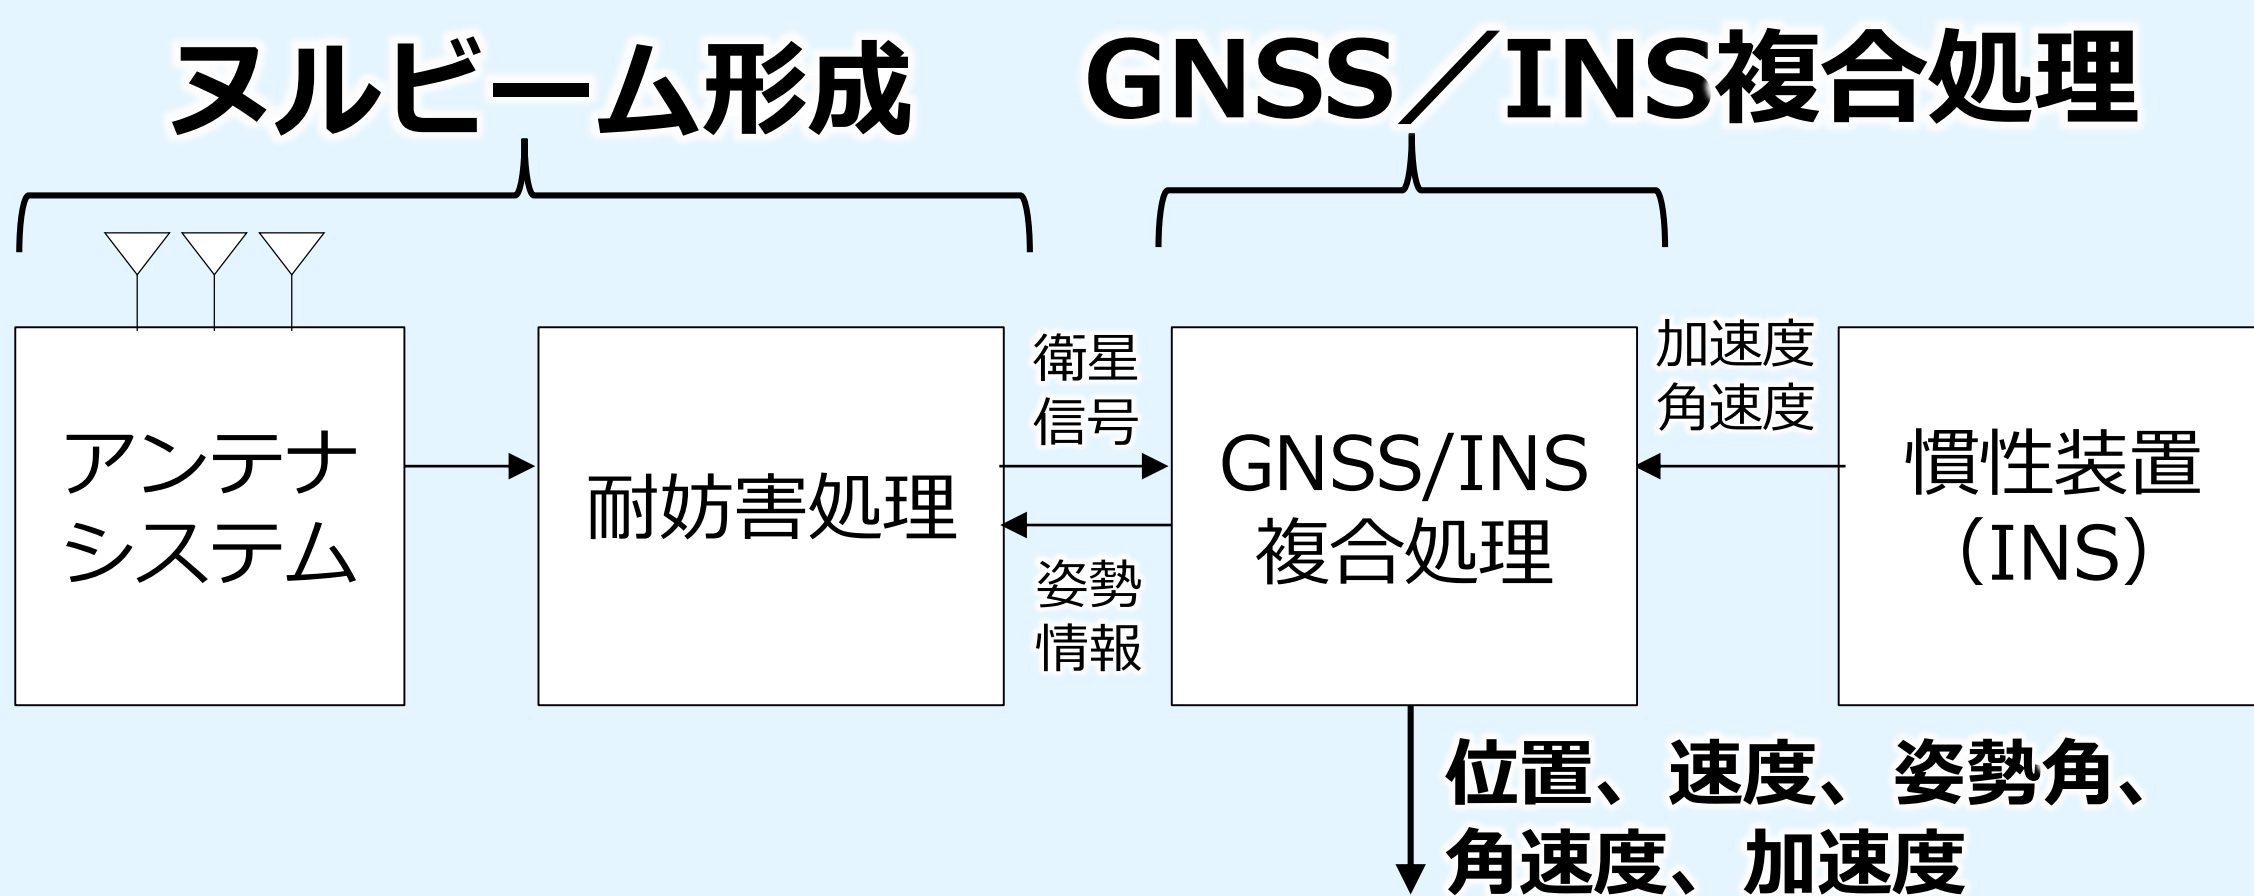 ヌルビーム形成
GNSS／INS複合処理
アンテナ
システム
耐妨害処理
衛星
信号
姿勢
情報
GNSS/INS
複合処理
加速度
角速度
慣性装置
（INS）
位置、速度、姿勢角、
角速度、加速度